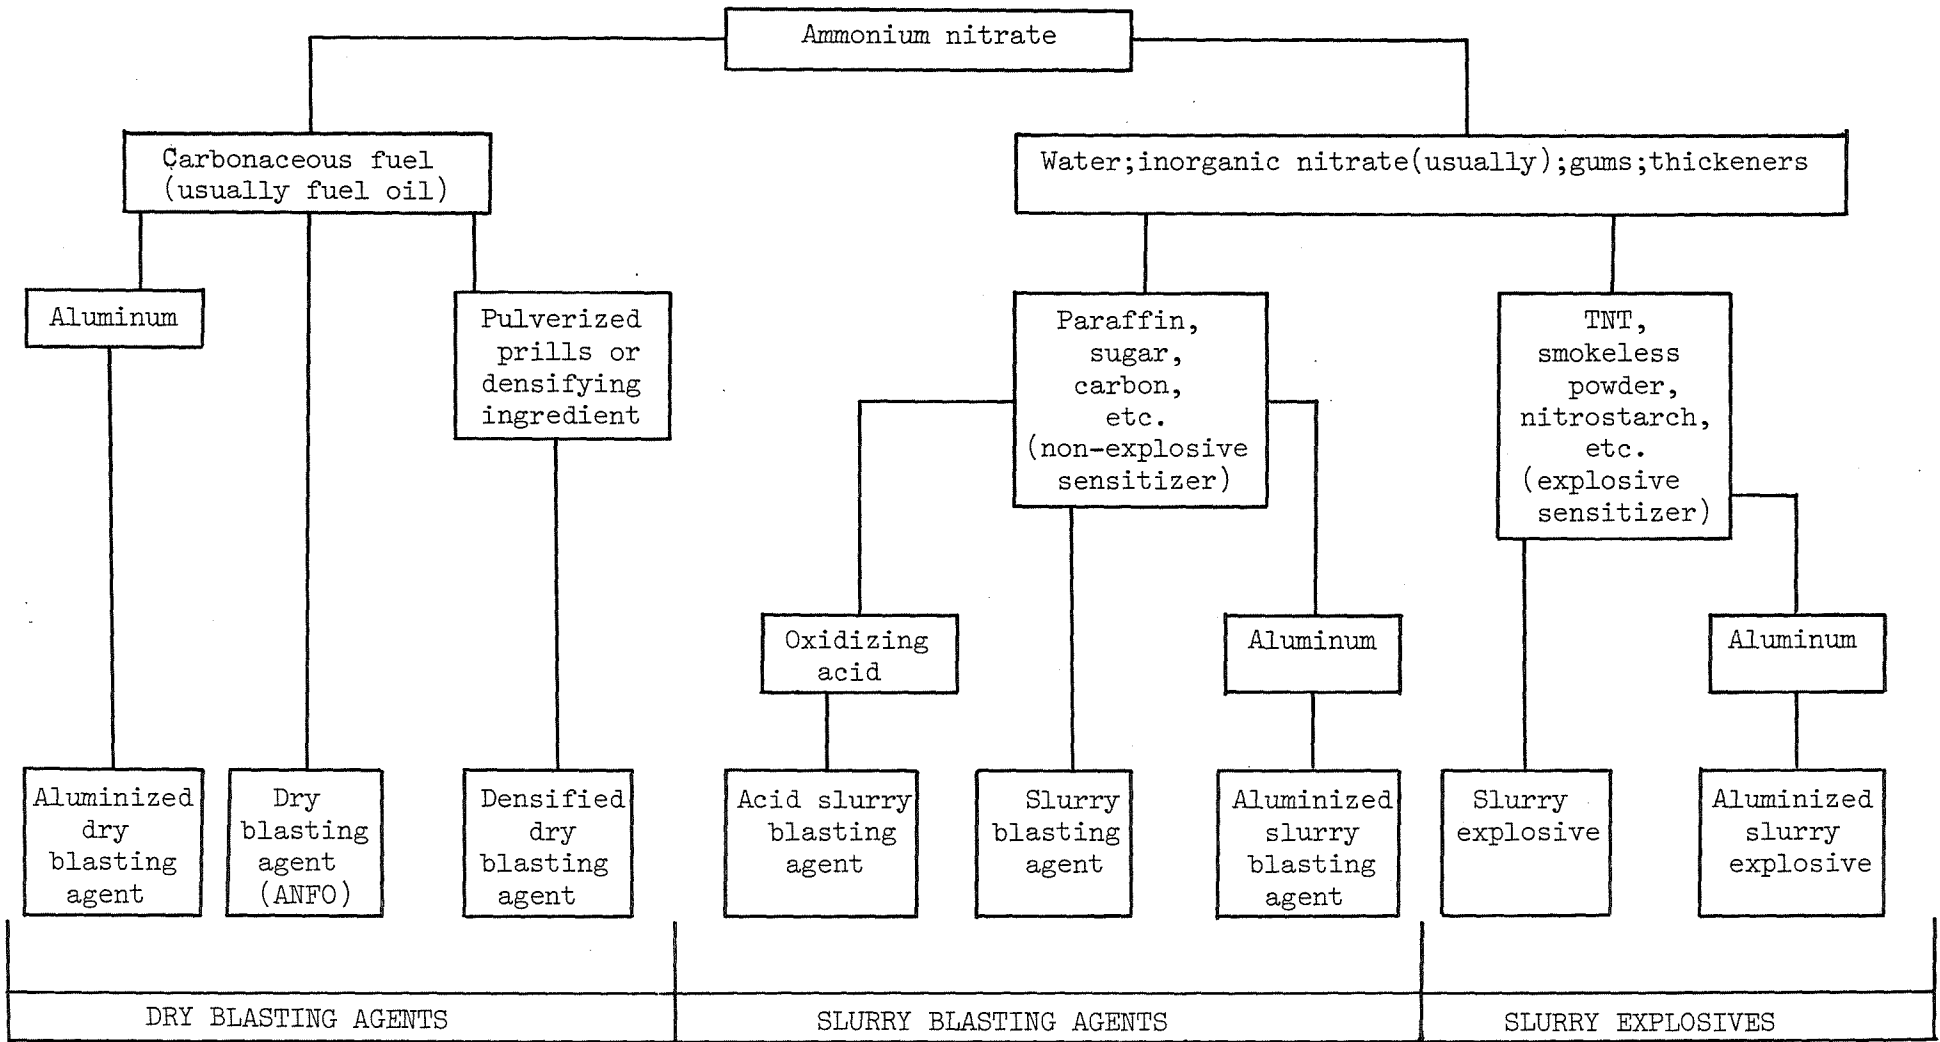 Ammonium nitrate
Carbonaceous fuel
(usually fuel oil)
Water;inorganic nitrate(usually);gums;thickeners
Aluminum
Pulverized
prills or
densifying
ingredient
Paraffin,
sugar,
carbon,
etc.
(non-explosive
sensitizer)
TNT,
smokeless
powder,
nitrostarch,
etc.
(explosive
sensitizer)
Oxidizing
acid
Aluminum
Aluminum
Aluminized
dry
blasting
agent
Dry
blasting
agent
(ANFO)
Densified
dry
blasting
agent
Acid slurry
blasting
agent
Slurry
blasting
agent
Aluminized
slurry
blasting
agent
Slurry
explosive
Aluminized
slurry
explosive
DRY BLASTING AGENTS
SLURRY BLASTING AGENTS
SLURRY EXPLOSIVES